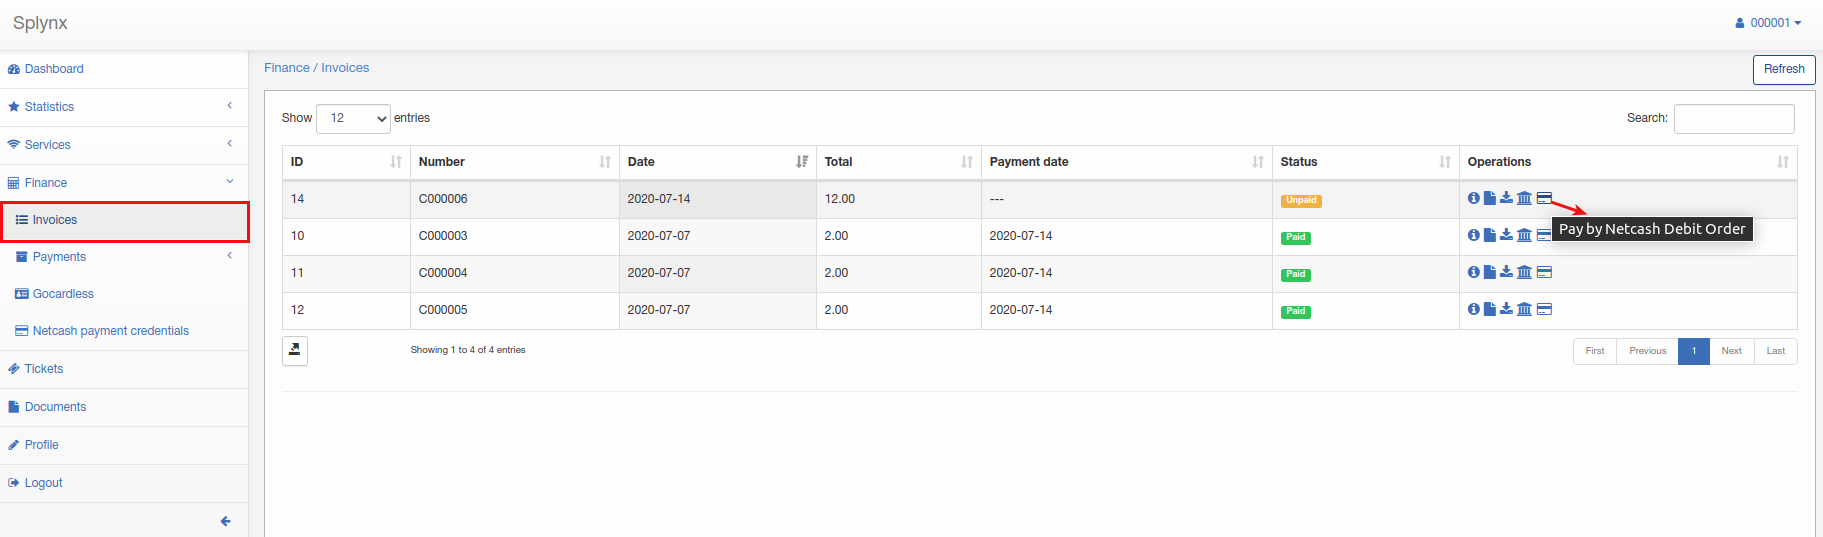 Splynx
000001
Dashboard
Statistics
Services
Finance
Invoices
Payments
Gocardless
Netcash payment credentials
Tickets
Documents
Profile
Logout
Finance / Invoices
Refresh
Show 12 entries
Search:
ID Number Date Total Payment date Status Operations
14 C000006 2020-07-14 12.00 --- Unpaid
Pay by Netcash Debit Order
10 C000003 2020-07-07 2.00 2020-07-14 Paid
11 C000004 2020-07-07 2.00 2020-07-14 Paid
12 C000005 2020-07-07 2.00 2020-07-14 Paid
Showing 1 to 4 of 4 entries
First Previous 1 Next Last